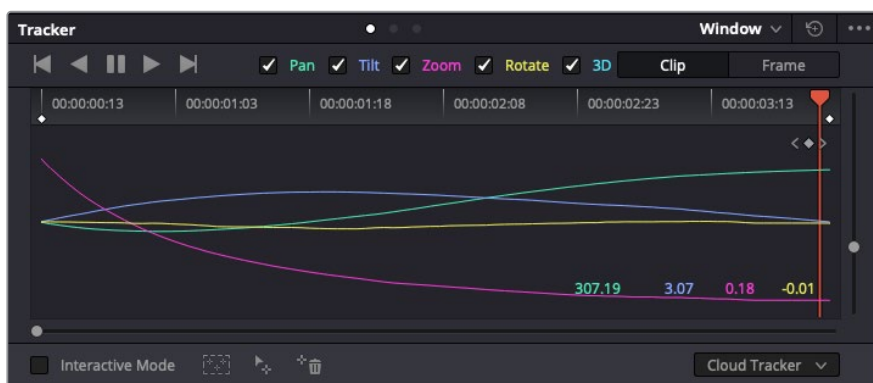 Tracker Window
Pan Tilt Zoom Rotate 3D Clip Frame
00:00:00:13 00:00:01:03 00:00:01:18 00:00:02:08 00:00:02:23 00:00:03:13
307.19 3.07 0.18 -0.01
Interactive Mode Cloud Tracker